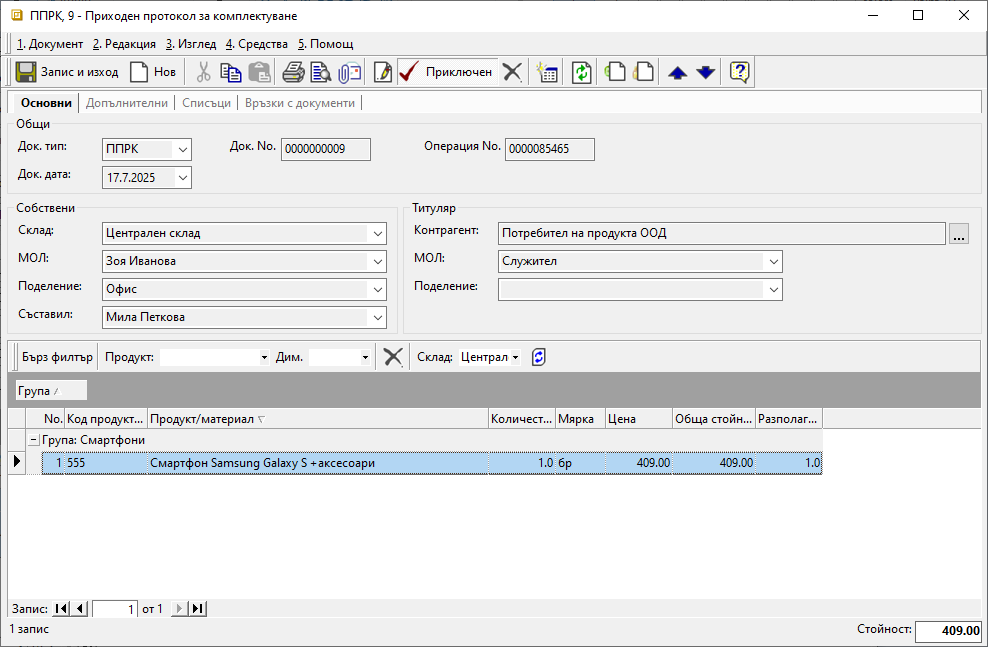 ППРК, 9 - Приходен протокол за комплектуване
1. Документ 2. Редакция 3. Изглед 4. Средства 5. Помощ
Запис и изход Нов Приключен
Основни Допълнителни Списъци Връзки с документи
Общи
Док. тип: ППРК Док. No. 0000000009 Операция No. 0000085465
Док. дата: 17.7.2025
Собствени Титуляр
Склад: Централен склад Контрагент: Потребител на продукта ООД ...
МОЛ: Зоя Иванова МОЛ: Служител
Поделение: Офис Поделение:
Съставил: Мила Петкова
Бърз филтър Продукт: Дим. Склад: Централ
Група
No. Код продукт... Продукт/материал Количест... Мярка Цена Обща стойн... Разполаг...
Група: Смартфони
1 555 Смартфон Samsung Galaxy S +аксесоари 1.0 бр 409.00 409.00 1.0
Запис: 1 от 1
1 запис Стойност: 409.00